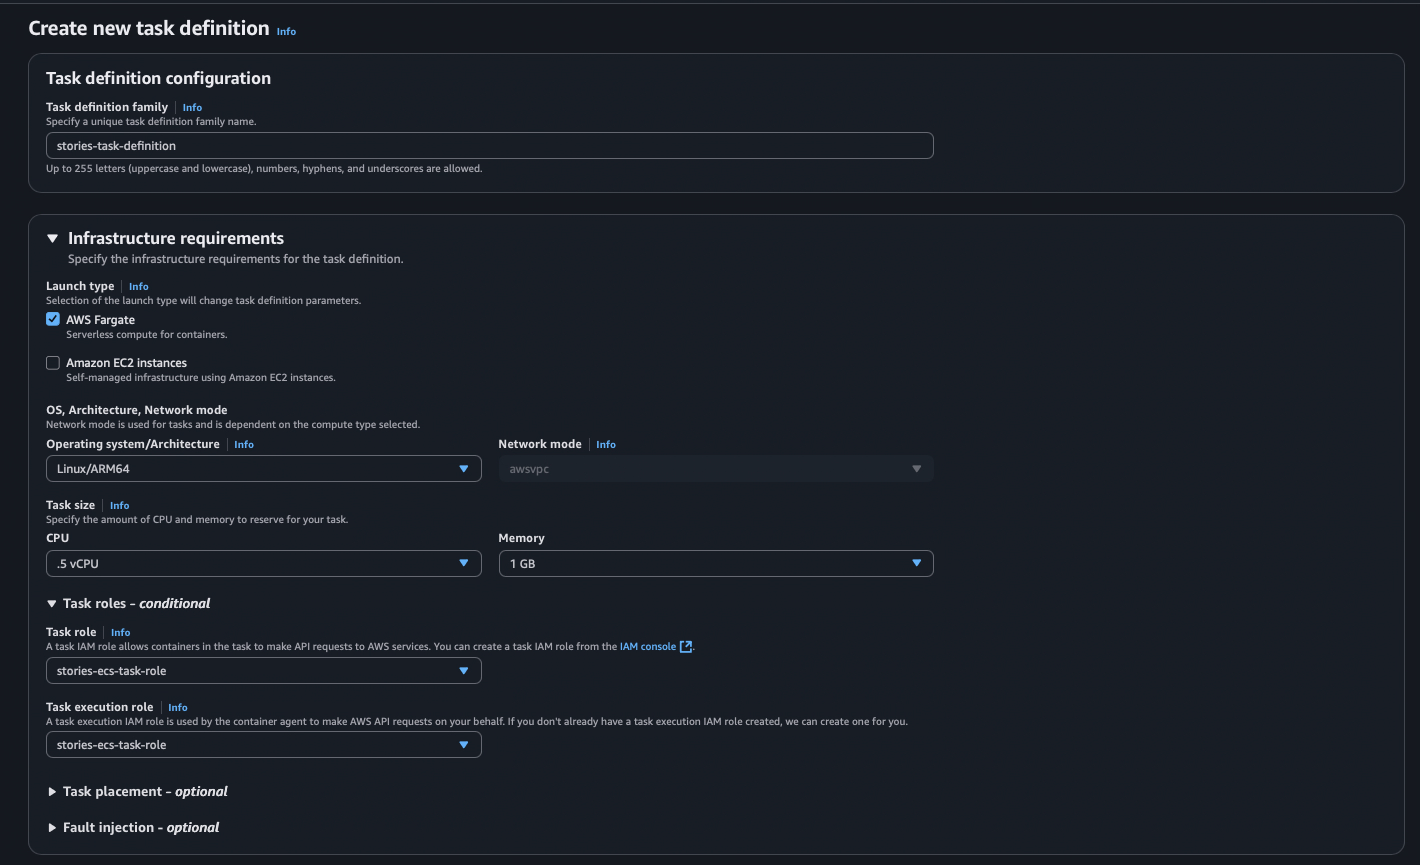 Create new task definition Info
Task definition configuration
Task definition family Info
Specify a unique task definition family name.
stories-task-definition
Up to 255 letters (uppercase and lowercase), numbers, hyphens, and underscores are allowed.
Infrastructure requirements
Specify the infrastructure requirements for the task definition.
Launch type Info
Selection of the launch type will change task definition parameters.
AWS Fargate
Serverless compute for containers.
Amazon EC2 instances
Self-managed infrastructure using Amazon EC2 instances.
OS, Architecture, Network mode
Network mode is used for tasks and is dependent on the compute type selected.
Operating system/Architecture Info Network mode Info
Linux/ARM64 awsvpc
Task size Info
Specify the amount of CPU and memory to reserve for your task.
CPU Memory
.5 vCPU 1 GB
Task roles - conditional
Task role Info
A task IAM role allows containers in the task to make API requests to AWS services. You can create a task IAM role from the IAM console.
stories-ecs-task-role
Task execution role Info
A task execution IAM role is used by the container agent to make AWS API requests on your behalf. If you don't already have a task execution IAM role created, we can create one for you.
stories-ecs-task-role
Task placement - optional
Fault injection - optional